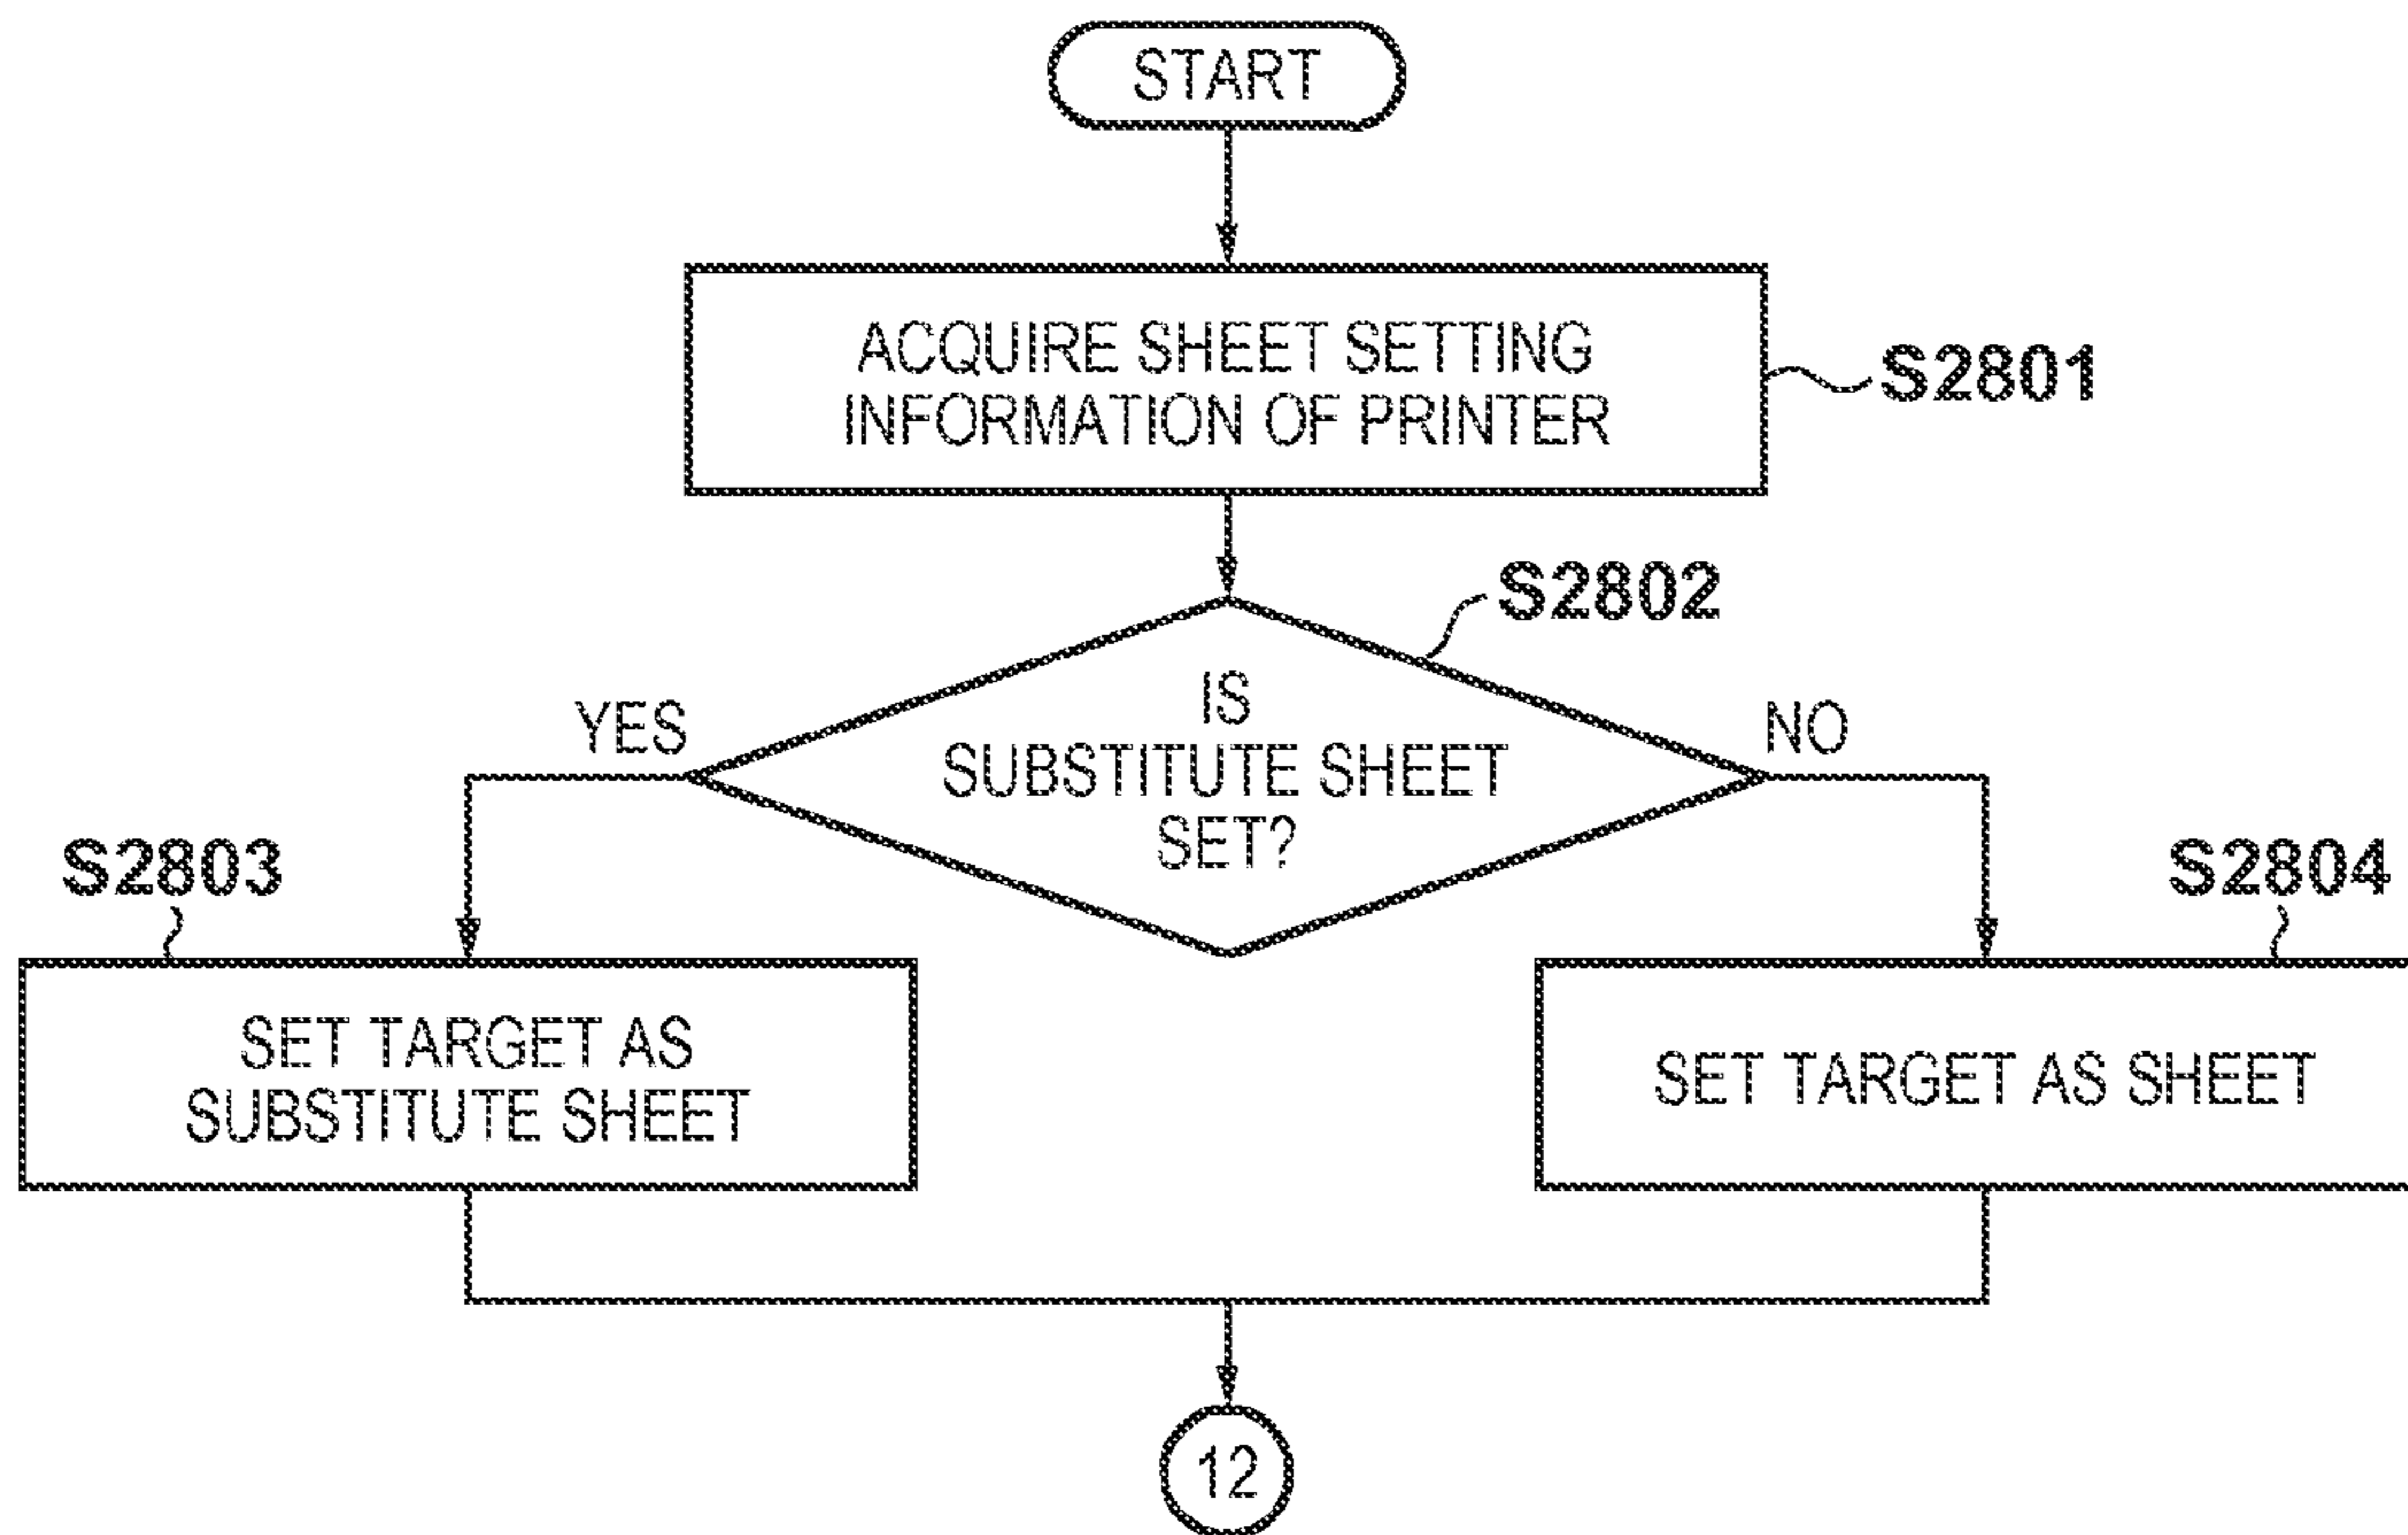 START
ACQUIRE SHEET SETTING
INFORMATION OF PRINTER
S2801
S2802
IS
SUBSTITUTE SHEET
SET?
YES
NO
S2803
S2804
SET TARGET AS
SUBSTITUTE SHEET
SET TARGET AS SHEET
12